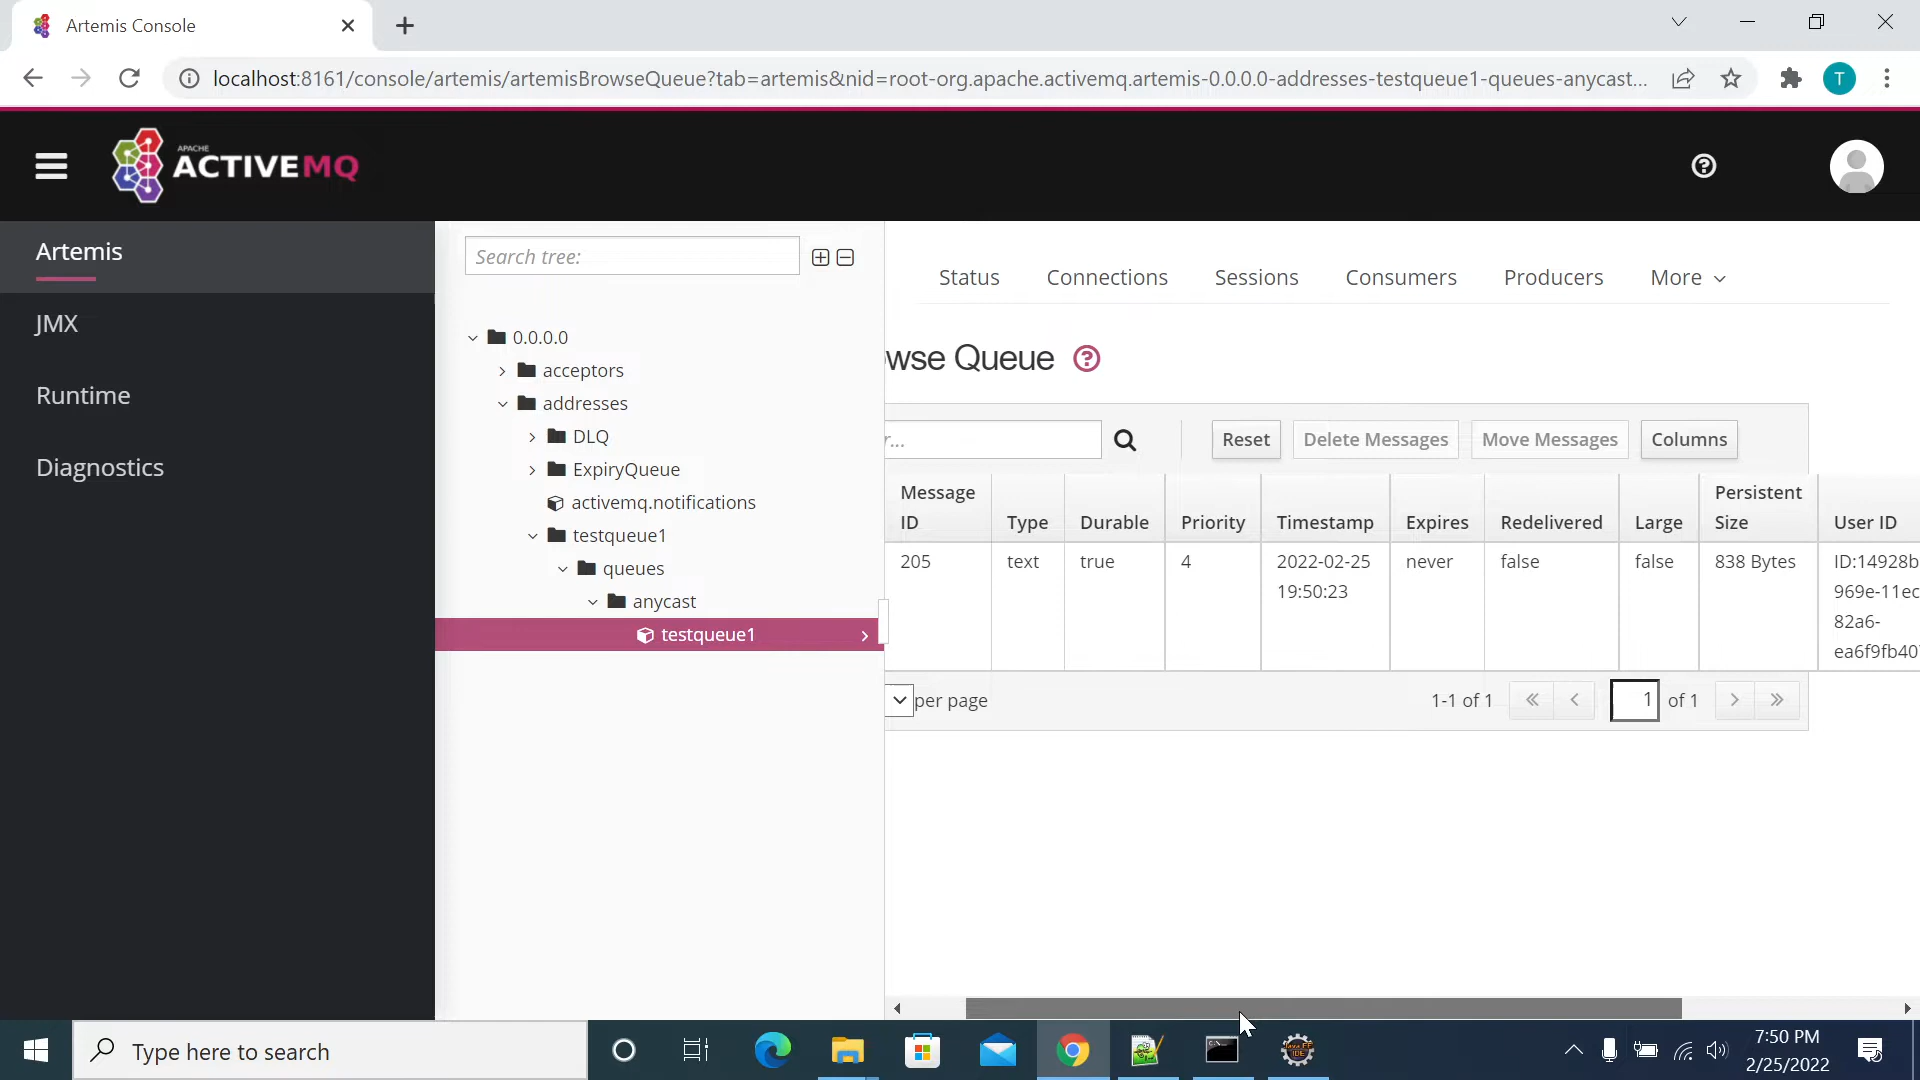 Artemis Console
localhost:8161/console/artemis/artemisBrowseQueue?tab=artemis&nid=root-org.apache.activemq.artemis-0.0.0.0-addresses-testqueue1-queues-anycast...
T
APACHE
ACTIVEMQ
Artemis
JMX
Runtime
Diagnostics
Search tree:
0.0.0.0
acceptors
addresses
DLQ
ExpiryQueue
activemq.notifications
testqueue1
queues
anycast
testqueue1
Status Connections Sessions Consumers Producers More
wse Queue
r... Reset Delete Messages Move Messages Columns
Message ID Type Durable Priority Timestamp Expires Redelivered Large Persistent Size User ID
205 text true 4 2022-02-25 never false false 838 Bytes ID:14928b
19:50:23 969e-11ec
82a6-
ea6f9fb407
per page 1-1 of 1 1 of 1
Type here to search
7:50 PM
2/25/2022